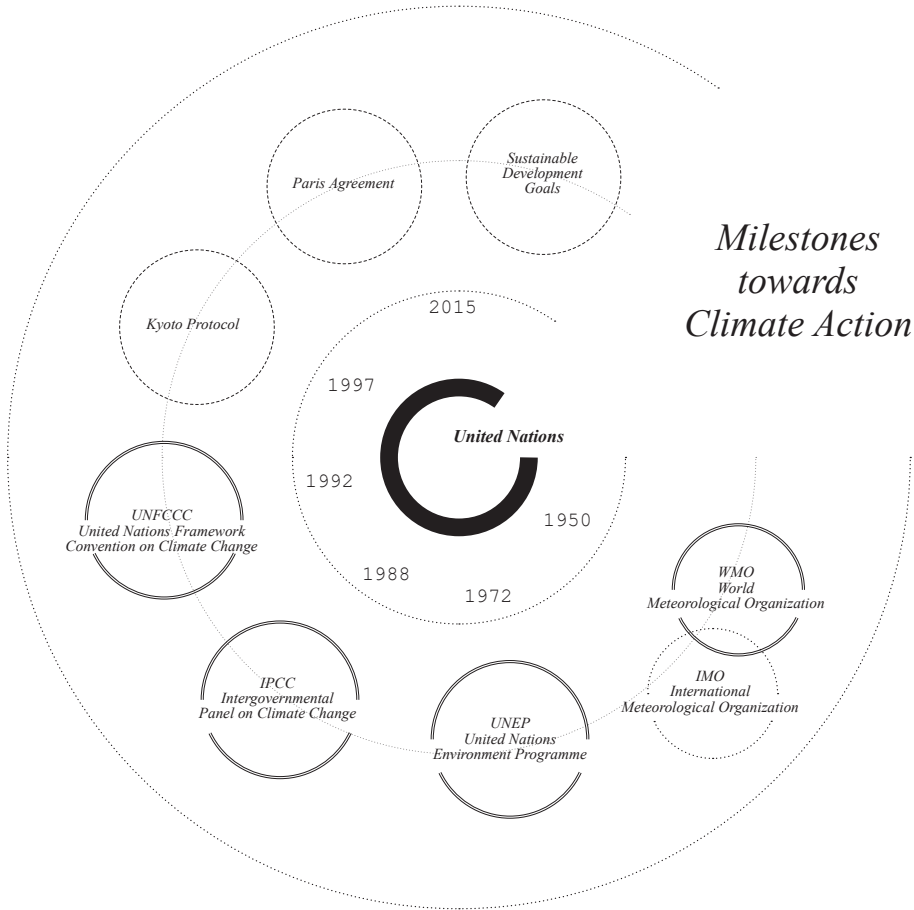 Milestones
towards
Climate Action
Sustainable
Development
Goals
Paris Agreement
Kyoto Protocol
2015
1997
United Nations
1992
1950
1988
1972
UNFCCC
United Nations Framework
Convention on Climate Change
WMO
World
Meteorological Organization
IMO
International
Meteorological Organization
IPCC
Intergovernmental
Panel on Climate Change
UNEP
United Nations
Environment Programme